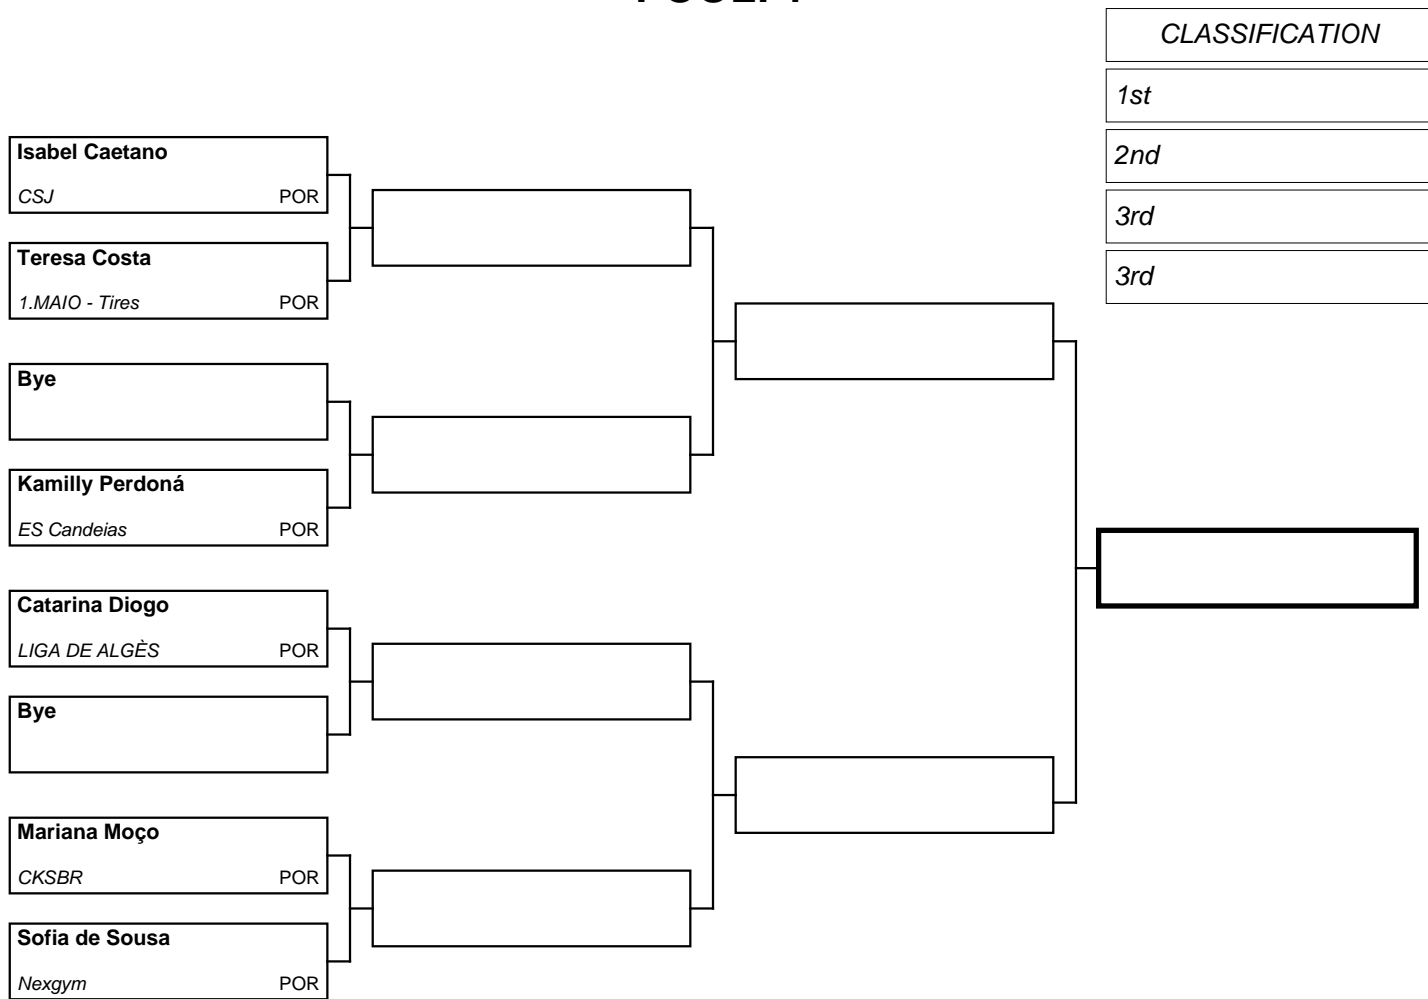 CLASSIFICATION
1st
2nd
3rd
3rd
Isabel Caetano
CSJ POR
Teresa Costa
1.MAIO - Tires POR
Bye
Kamilly Perdoná
ES Candeias POR
Catarina Diogo
LIGA DE ALGÈS POR
Bye
Mariana Moço
CKSBR POR
Sofia de Sousa
Nexgym POR